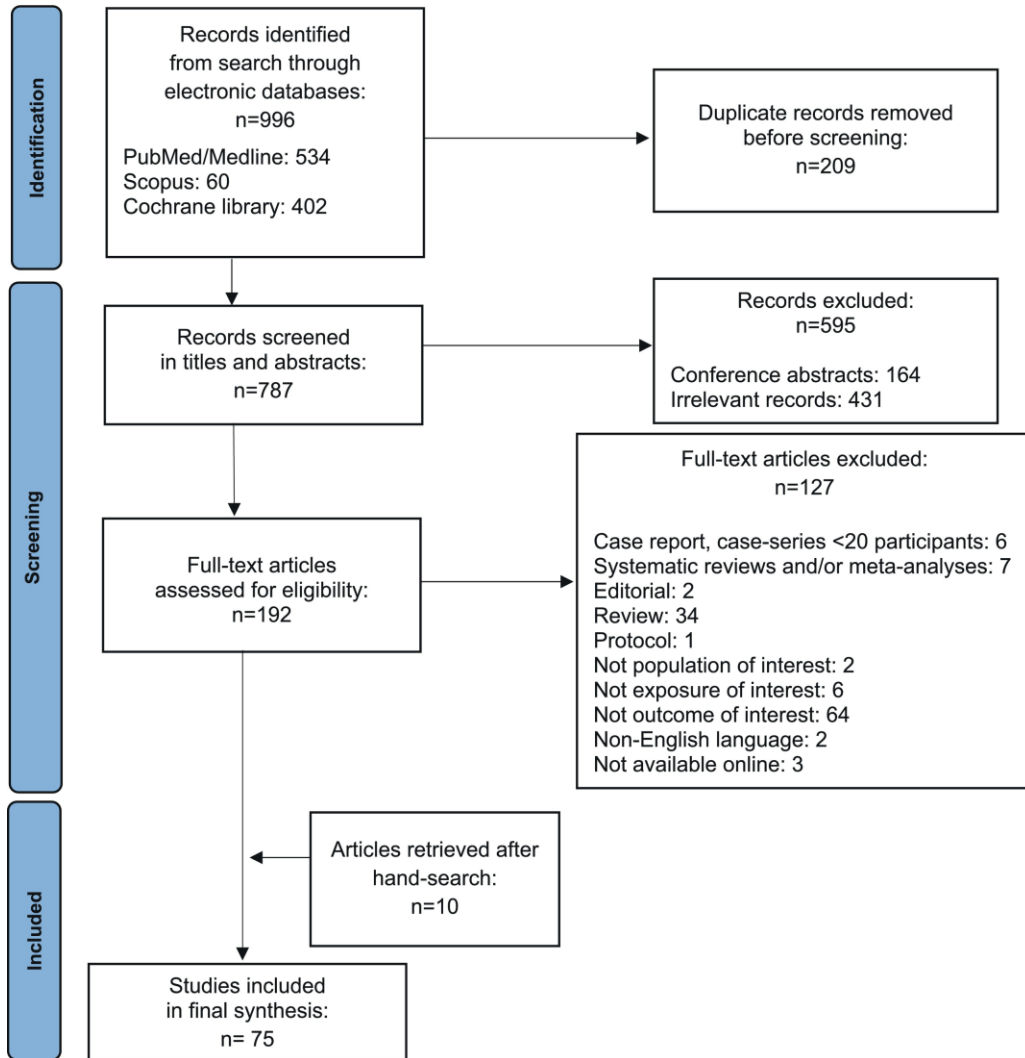 Identification
Records identified
from search through
electronic databases:
n=996
PubMed/Medline: 534
Scopus: 60
Cochrane library: 402
Duplicate records removed
before screening:
n=209
Screening
Records screened
in titles and abstracts:
n=787
Records excluded:
n=595
Conference abstracts: 164
Irrelevant records: 431
Full-text articles
assessed for eligibility:
n=192
Full-text articles excluded:
n=127
Case report, case-series <20 participants: 6
Systematic reviews and/or meta-analyses: 7
Editorial: 2
Review: 34
Protocol: 1
Not population of interest: 2
Not exposure of interest: 6
Not outcome of interest: 64
Non-English language: 2
Not available online: 3
Included
Articles retrieved after
hand-search:
n=10
Studies included
in final synthesis:
n= 75